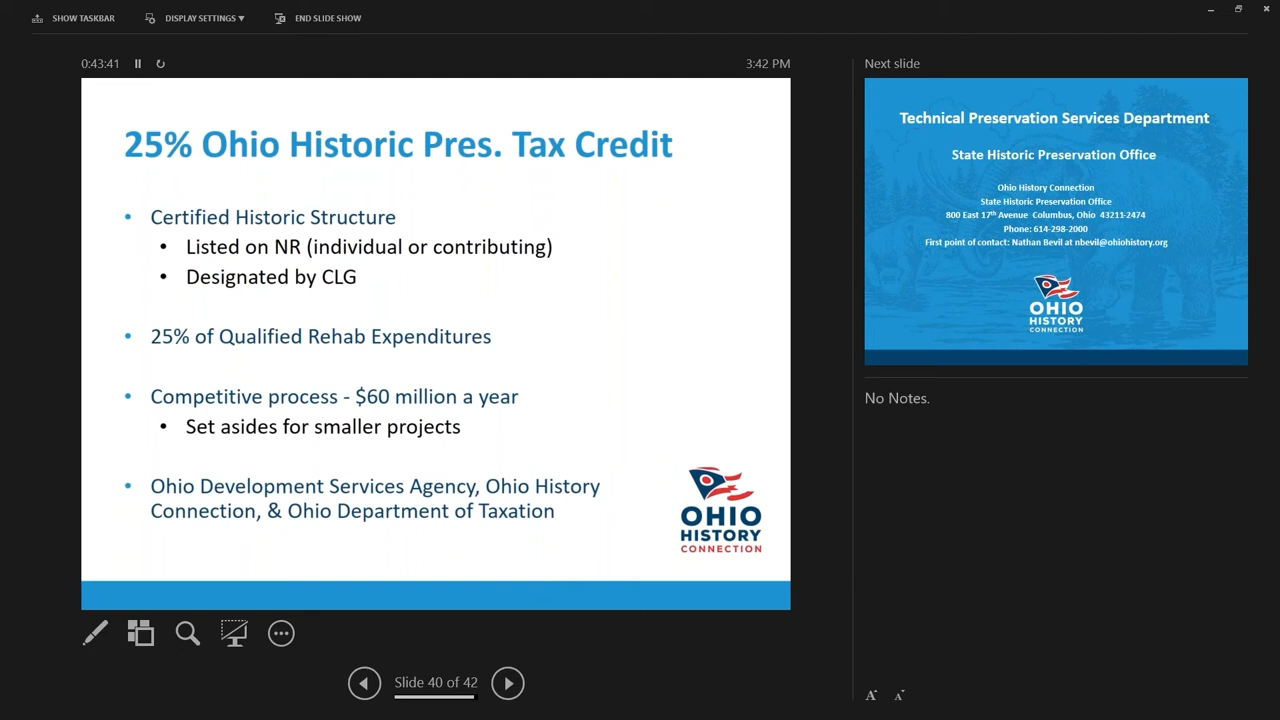 SHOW TASKBAR
DISPLAY SETTINGS
END SLIDE SHOW
0:43:41
3:42 PM
25% Ohio Historic Pres. Tax Credit
• Certified Historic Structure
• Listed on NR (individual or contributing)
• Designated by CLG
• 25% of Qualified Rehab Expenditures
• Competitive process - $60 million a year
• Set asides for smaller projects
• Ohio Development Services Agency, Ohio History
Connection, & Ohio Department of Taxation
OHIO
HISTORY
CONNECTION
Slide 40 of 42
Next slide
Technical Preservation Services Department
State Historic Preservation Office
Ohio History Connection
State Historic Preservation Office
800 East 17th Avenue Columbus, Ohio 43211-2474
Phone: 614-298-2000
First point of contact: Nathan Bevil at nbevil@ohiohistory.org
OHIO
HISTORY
CONNECTION
No Notes.
A A